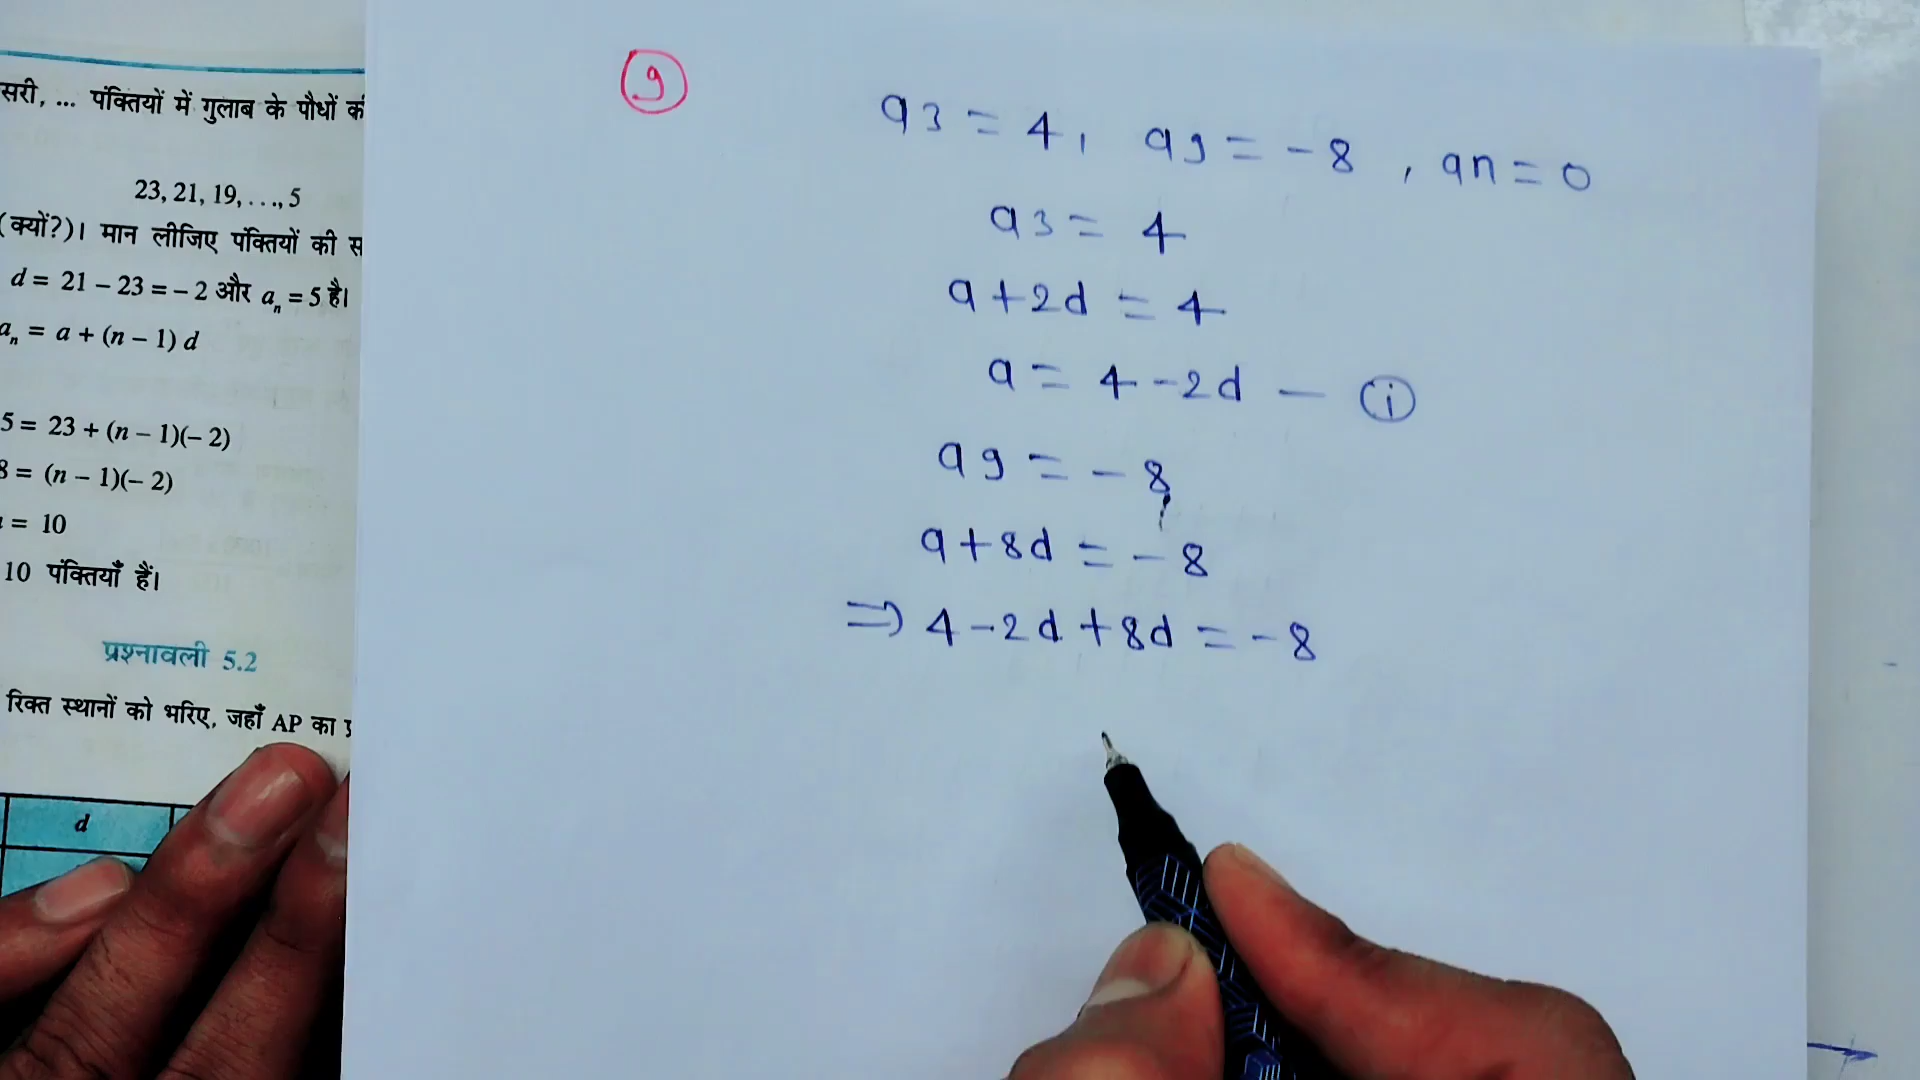 सरी, ... पंक्तियों में गुलाब के पौधों की
23, 21, 19, . . ., 5
(क्यों?)। मान लीजिए पंक्तियों की
d = 21 – 23 = – 2 और aₙ = 5 है।
aₙ = a + (n – 1) d
5 = 23 + (n – 1)(– 2)
8 = (n – 1)(– 2)
= 10
10 पंक्तियाँ हैं।
प्रश्नावली 5.2
रिक्त स्थानों को भरिए, जहाँ AP का
d
9
a3 = 4, a9 = -8, an = 0
a3 = 4
a+2d = 4
a = 4-2d — (i)
a9 = -8
a+8d = -8
⇒ 4-2d+8d = -8